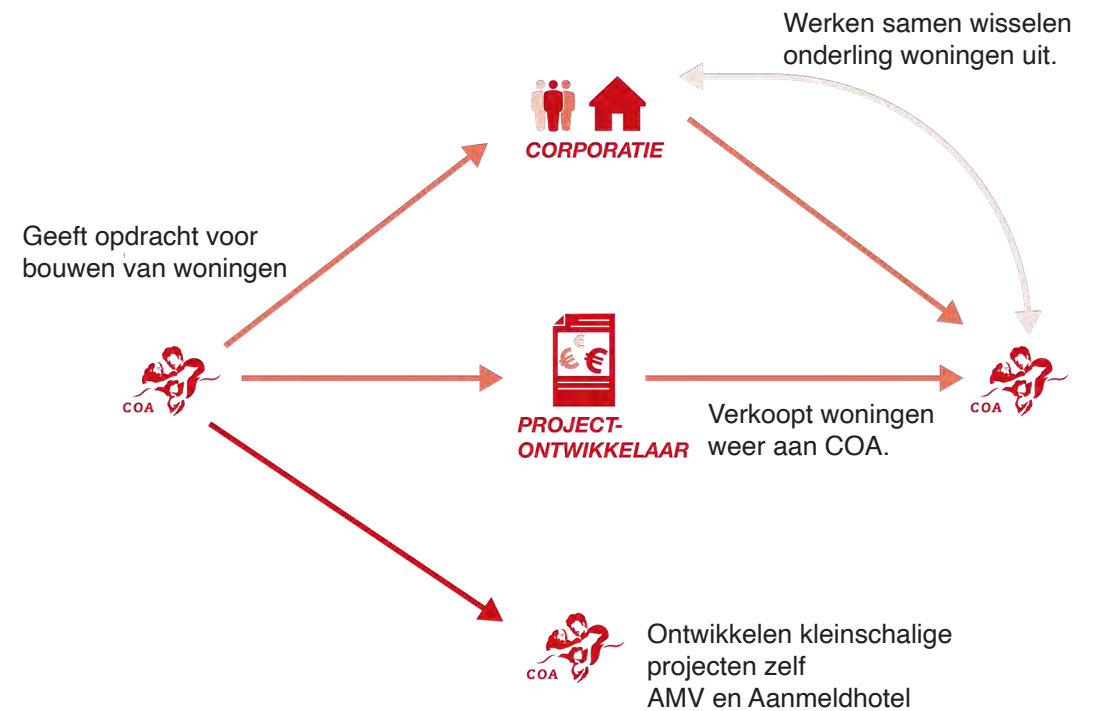 Werken samen wisselen
onderling woningen uit.
CORPORATIE
Geeft opdracht voor
bouwen van woningen
COA
PROJECT-
ONTWIKKELAAR
Verkoopt woningen
weer aan COA.
COA
COA
Ontwikkelen kleinschalige
projecten zelf
AMV en Aanmeldhotel